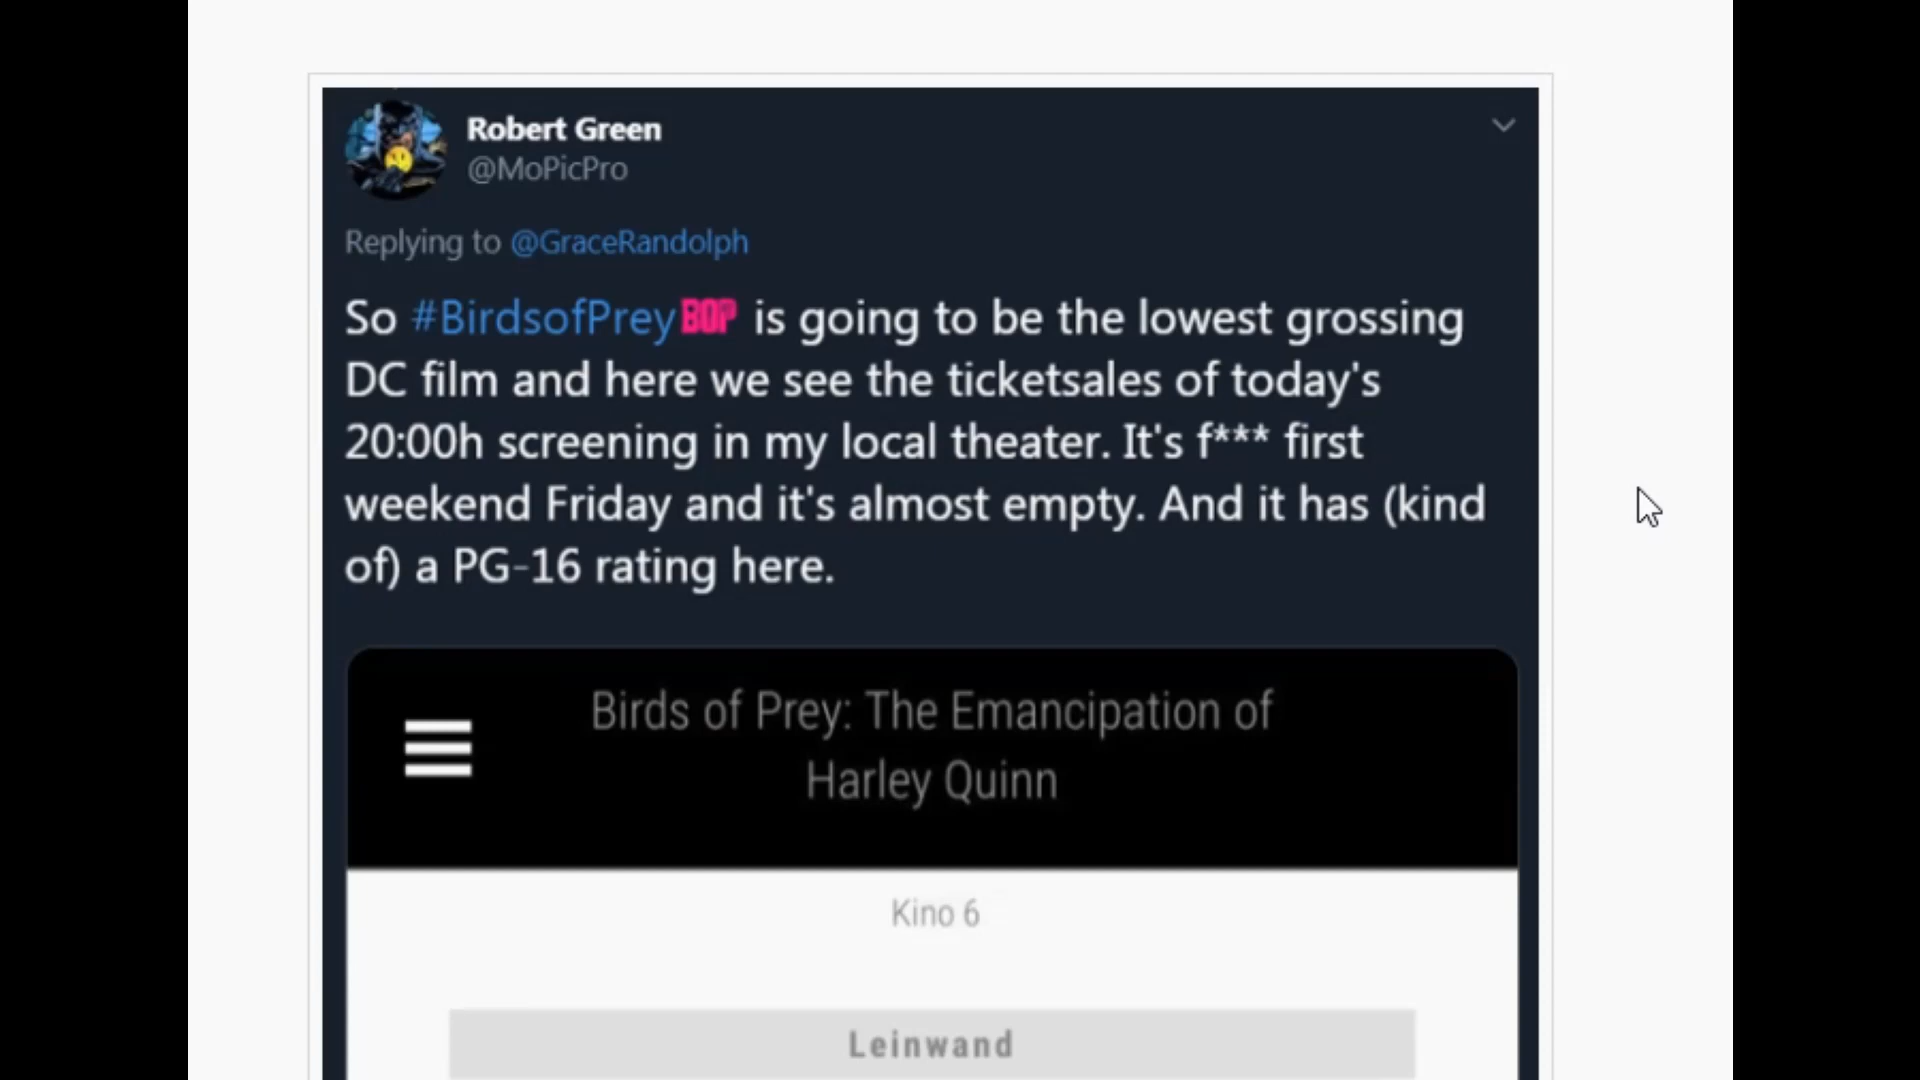 Robert Green
@MoPicPro
Replying to @GraceRandolph
So #BirdsofPrey BOP is going to be the lowest grossing
DC film and here we see the ticketsales of today's
20:00h screening in my local theater. It's f*** first
weekend Friday and it's almost empty. And it has (kind
of) a PG-16 rating here.
Birds of Prey: The Emancipation of
Harley Quinn
Kino 6
Leinwand